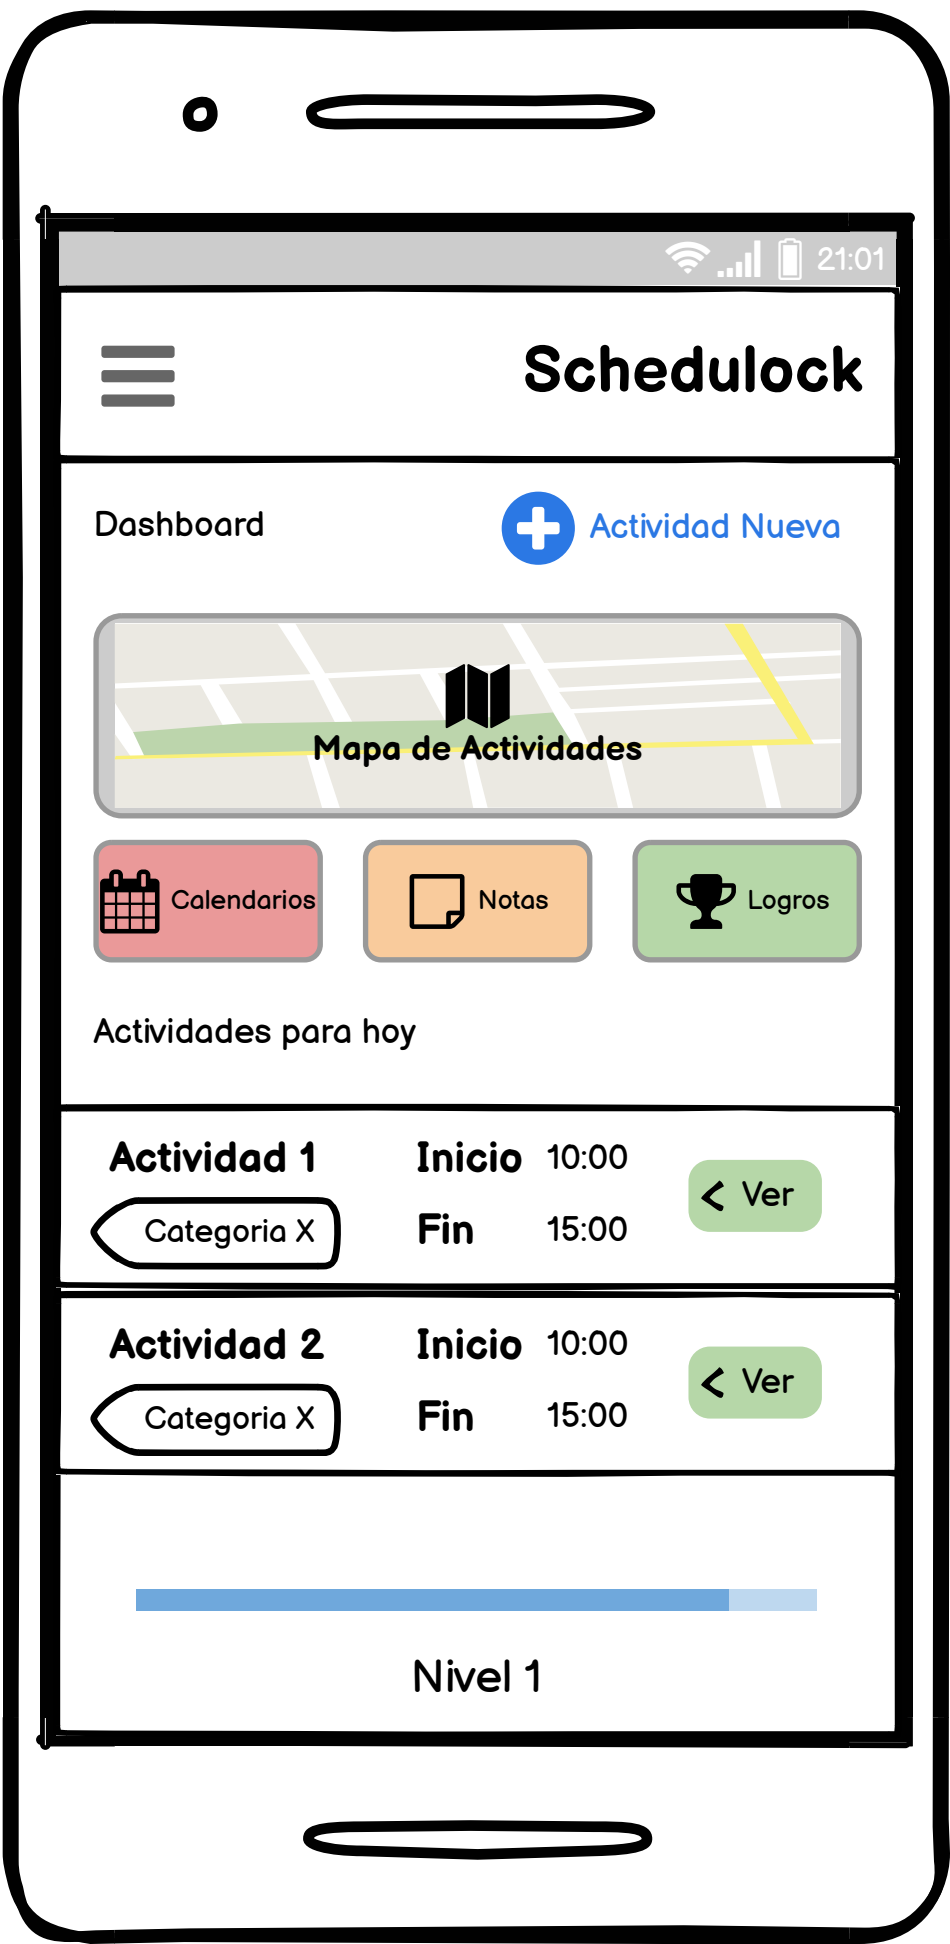 21:01
Schedulock
Dashboard
Actividad Nueva
Mapa de Actividades
Calendarios
Notas
Logros
Actividades para hoy
Actividad 1 Inicio 10:00
Categoria X Fin 15:00
Ver
Actividad 2 Inicio 10:00
Categoria X Fin 15:00
Ver
Nivel 1